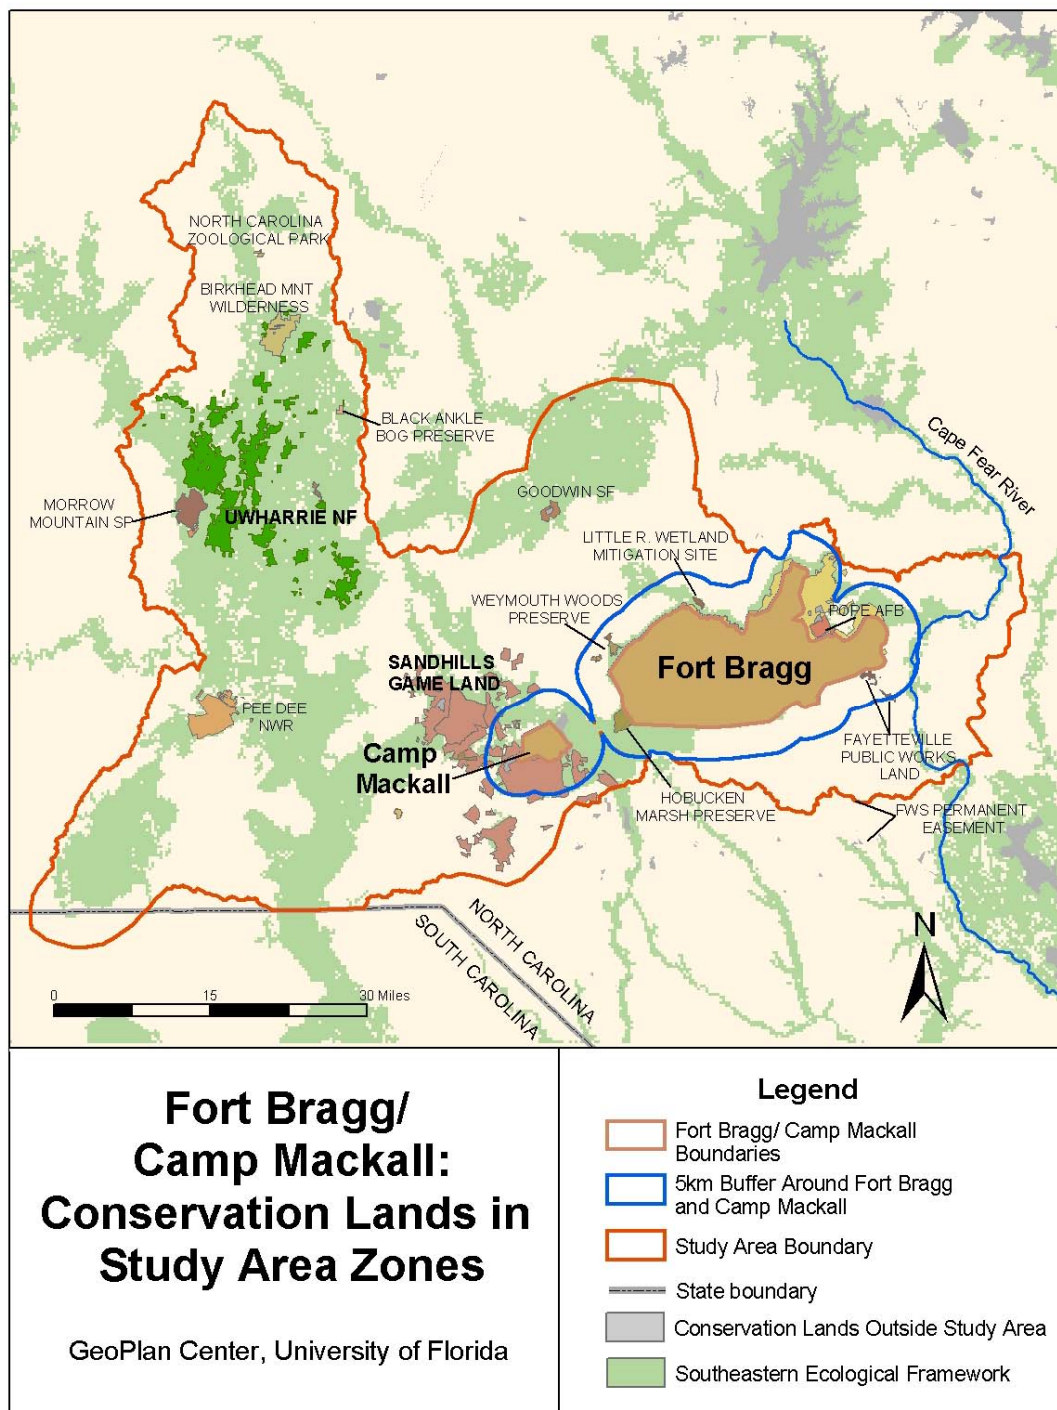 NORTH CAROLINA
ZOOLOGICAL PARK
BIRKHEAD MNT
WILDERNESS
BLACK ANKLE
BOG PRESERVE
Cape Fear River
MORROW
MOUNTAIN SP
UWHARRIE NF
GOODWIN SF
LITTLE R. WETLAND
MITIGATION SITE
WEYMOUTH WOODS
PRESERVE
POPE AFB
Fort Bragg
SANDHILLS
GAME LAND
PEE DEE
NWR
Camp
Mackall
FAYETTEVILLE
PUBLIC WORKS
LAND
HOBUCKEN
MARSH PRESERVE
FWS PERMANENT
EASEMENT
NORTH CAROLINA
SOUTH CAROLINA
N
0 15 30 Miles
Fort Bragg/
Camp Mackall:
Conservation Lands in
Study Area Zones
GeoPlan Center, University of Florida
Legend
Fort Bragg/ Camp Mackall
Boundaries
5km Buffer Around Fort Bragg
and Camp Mackall
Study Area Boundary
State boundary
Conservation Lands Outside Study Area
Southeastern Ecological Framework